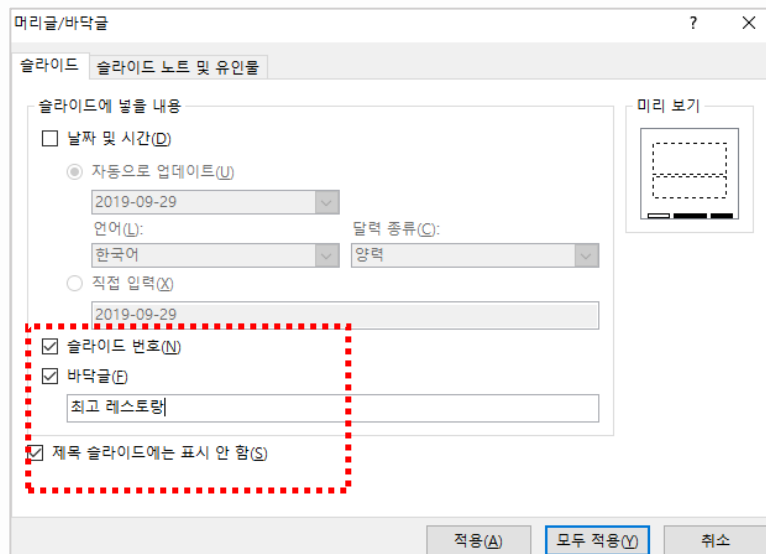 머리글/바닥글 ? ×
슬라이드 슬라이드 노트 및 유인물
슬라이드에 넣을 내용 미리 보기
날짜 및 시간(D)
자동으로 업데이트(U)
2019-09-29
언어(L): 달력 종류(C):
한국어 양력
직접 입력(X)
2019-09-29
슬라이드 번호(N)
바닥글(F)
최고 레스토랑
제목 슬라이드에는 표시 안 함(S)
적용(A) 모두 적용(Y) 취소